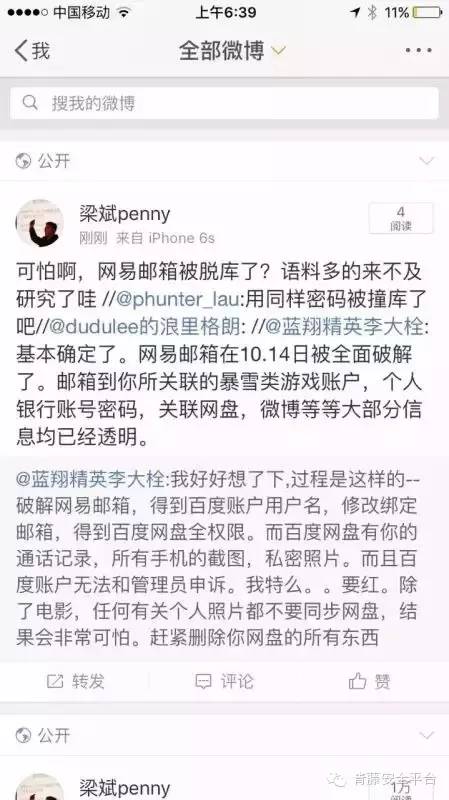 中国移动 上午6:39 11%
我 全部微博
搜我的微博
公开
梁斌penny
刚刚 来自 iPhone 6s
4
阅读
可怕啊，网易邮箱被脱库了？语料多的来不及
研究了哇 //@phunter_lau:用同样密码被撞库了
吧//@dudulee的浪里格朗: //@蓝翔精英李大栓:
基本确定了。网易邮箱在10.14日被全面破解
了。邮箱到你所关联的暴雪类游戏账户，个人
银行账号密码，关联网盘，微博等等大部分信
息均已经透明。
@蓝翔精英李大栓:我好好想了下,过程是这样的--
破解网易邮箱，得到百度账户用户名，修改绑定
邮箱，得到百度网盘全权限。而百度网盘有你的
通话记录，所有手机的截图，私密照片。而且百
度账户无法和管理员申诉。我特么。。要红。除
了电影，任何有关个人照片都不要同步网盘，结
果会非常可怕。赶紧删除你网盘的所有东西
转发 评论 赞
公开
梁斌penny
1万
阅读
青藤安全平台